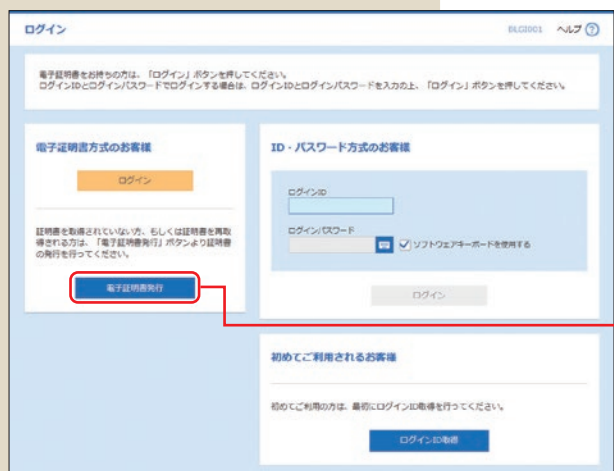 ログイン
BLGI001 ヘルプ ?
電子証明書をお持ちの方は、「ログイン」ボタンを押してください。
ログインIDとログインパスワードでログインする場合は、ログインIDとログインパスワードを入力の上、「ログイン」ボタンを押してください。
電子証明書方式のお客様
ログイン
証明書を取得されていない方、もしくは証明書を再取
得される方は、「電子証明書発行」ボタンより証明書
の発行を行ってください。
電子証明書発行
ID・パスワード方式のお客様
ログインID
ログインパスワード
ソフトウェアキーボードを使用する
ログイン
初めてご利用されるお客様
初めてご利用の方は、最初にログインID取得を行ってください。
ログインID取得